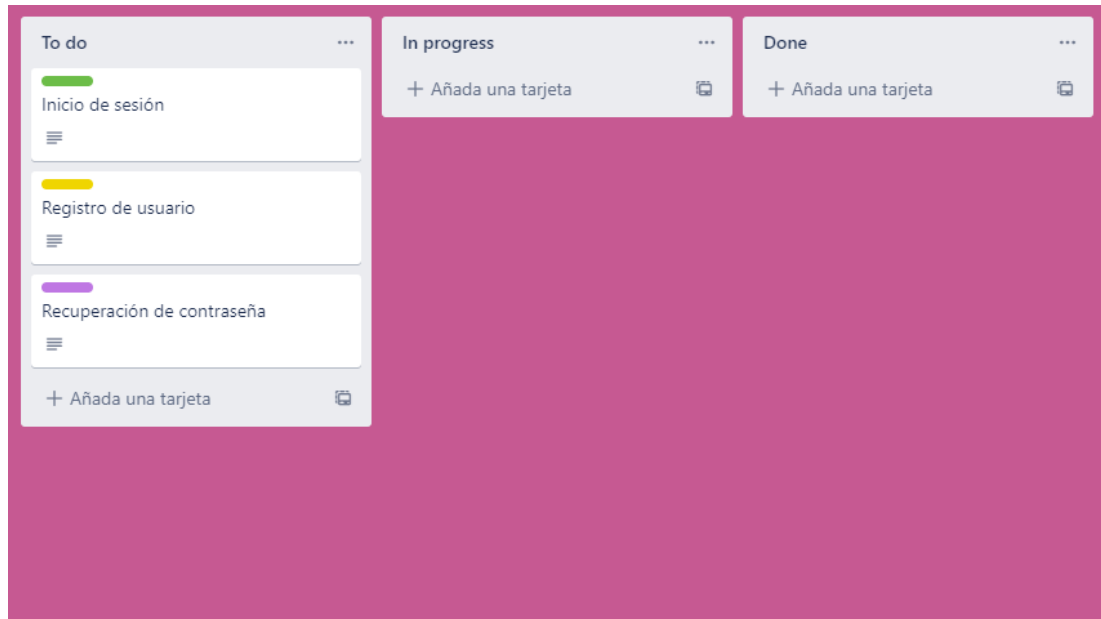 To do
Inicio de sesión
Registro de usuario
Recuperación de contraseña
+ Añada una tarjeta
In progress
+ Añada una tarjeta
Done
+ Añada una tarjeta